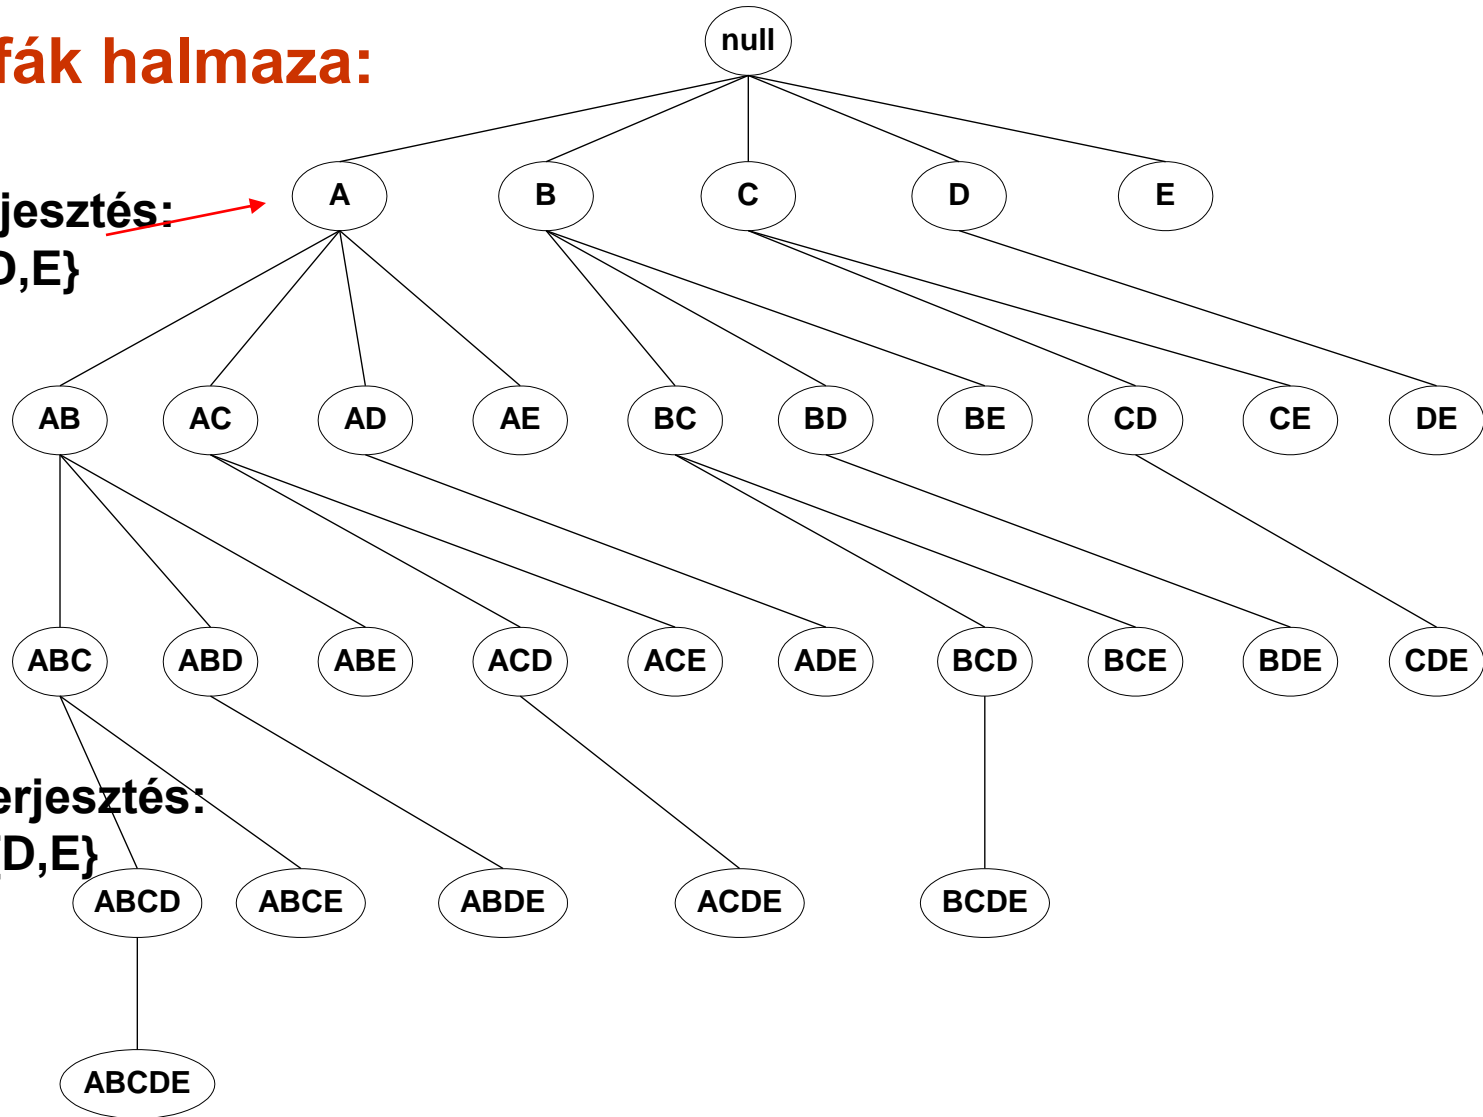 fák halmaza:
null
A B C D E
jesztés:
D,E}
AB AC AD AE BC BD BE CD CE DE
ABC ABD ABE ACD ACE ADE BCD BCE BDE CDE
erjesztés:
{D,E}
ABCD ABCE ABDE ACDE BCDE
ABCDE